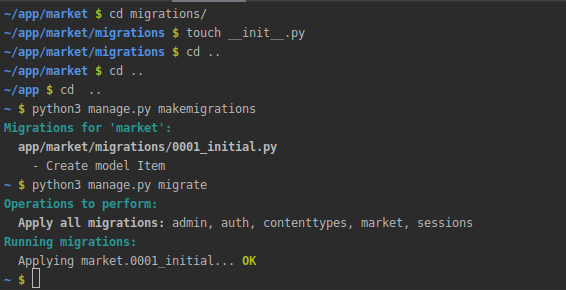 ~/app/market $ cd migrations/
~/app/market/migrations $ touch __init__.py
~/app/market/migrations $ cd ..
~/app/market $ cd ..
~/app $ cd  ..
~ $ python3 manage.py makemigrations
Migrations for 'market':
  app/market/migrations/0001_initial.py
    - Create model Item
~ $ python3 manage.py migrate
Operations to perform:
  Apply all migrations: admin, auth, contenttypes, market, sessions
Running migrations:
  Applying market.0001_initial... OK
~ $